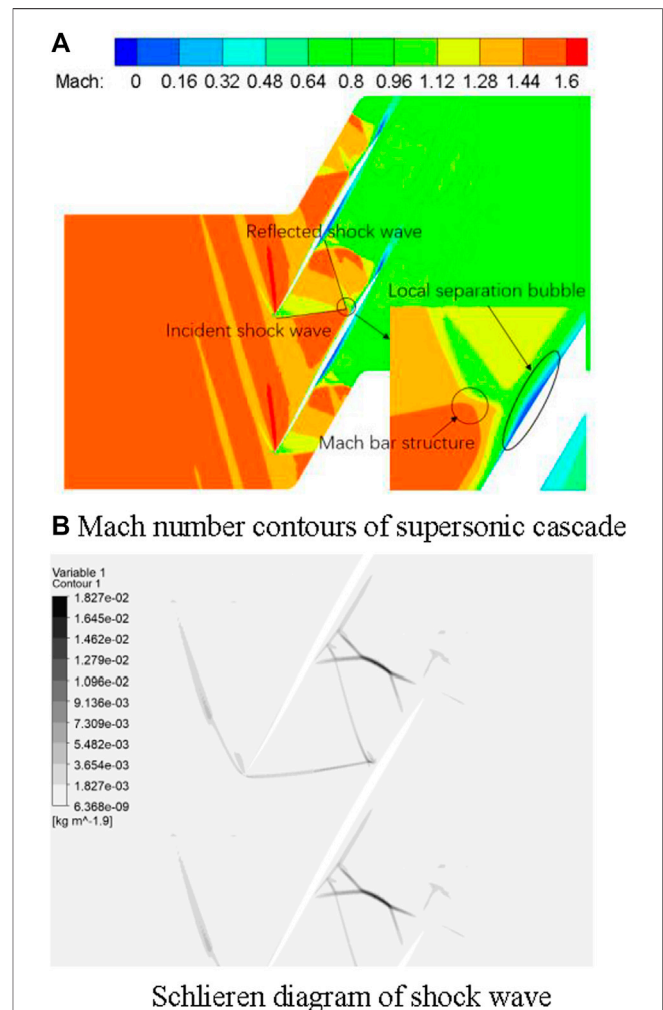 A
Mach: 0 0.16 0.32 0.48 0.64 0.8 0.96 1.12 1.28 1.44 1.6
Reflected shock wave
Local separation bubble
Incident shock wave
Mach bar structure
B Mach number contours of supersonic cascade
Variable 1
Contour 1
1.827e-02
1.645e-02
1.462e-02
1.279e-02
1.096e-02
9.136e-03
7.309e-03
5.482e-03
3.654e-03
1.827e-03
6.368e-09
[kg m^-1.9]
Schlieren diagram of shock wave